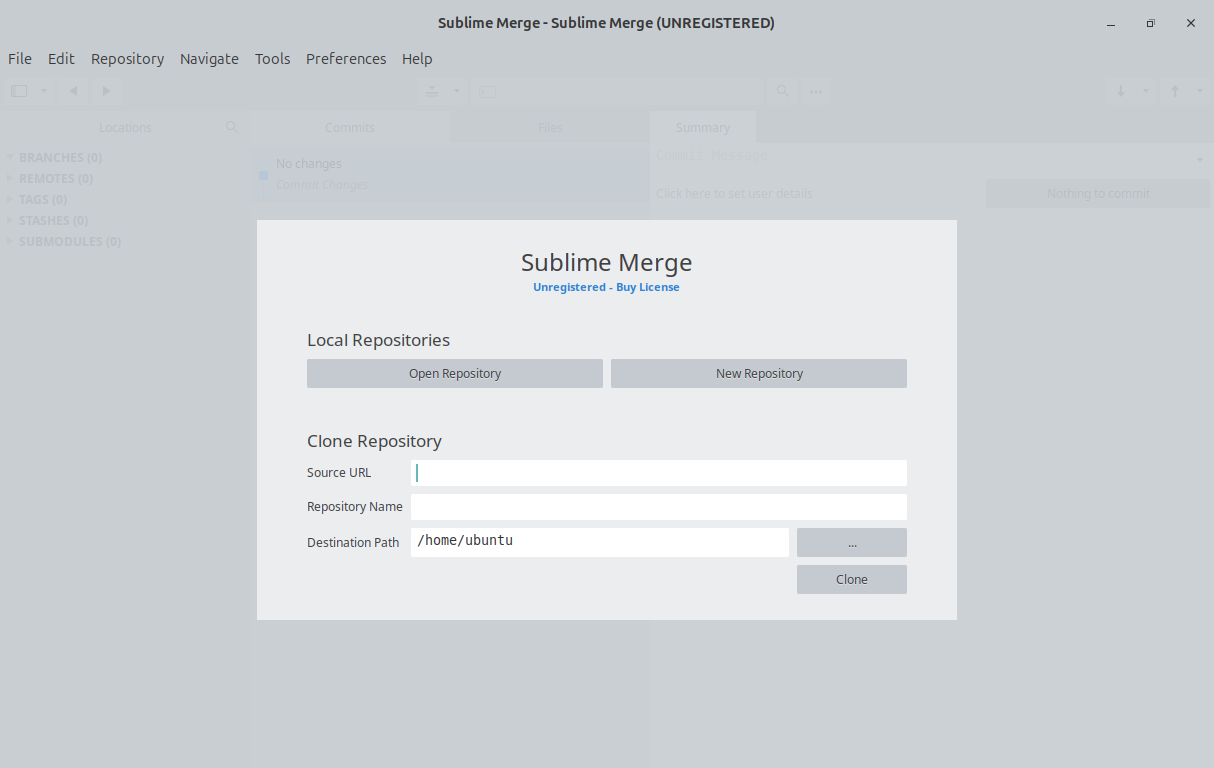 Sublime Merge - Sublime Merge (UNREGISTERED)
File Edit Repository Navigate Tools Preferences Help
Locations
Commits
Files
Summary
BRANCHES (0)
REMOTES (0)
TAGS (0)
STASHES (0)
SUBMODULES (0)
No changes
Commit Changes
Commit Message
Click here to set user details
Nothing to commit
Sublime Merge
Unregistered - Buy License
Local Repositories
Open Repository
New Repository
Clone Repository
Source URL
Repository Name
Destination Path /home/ubuntu ...
Clone